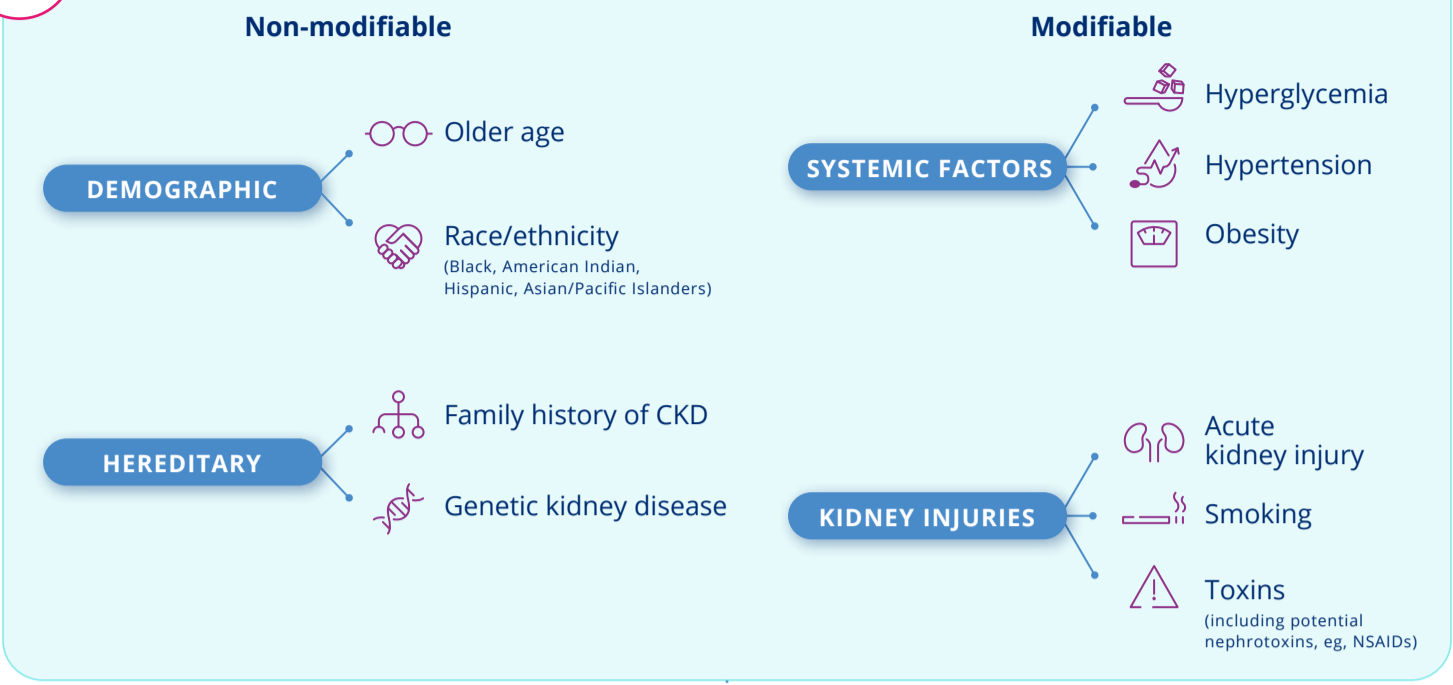 Non-modifiable
DEMOGRAPHIC
Older age
Race/ethnicity
(Black, American Indian,
Hispanic, Asian/Pacific Islanders)
HEREDITARY
Family history of CKD
Genetic kidney disease
Modifiable
SYSTEMIC FACTORS
Hyperglycemia
Hypertension
Obesity
KIDNEY INJURIES
Acute
kidney injury
Smoking
Toxins
(including potential
nephrotoxins, eg, NSAIDs)